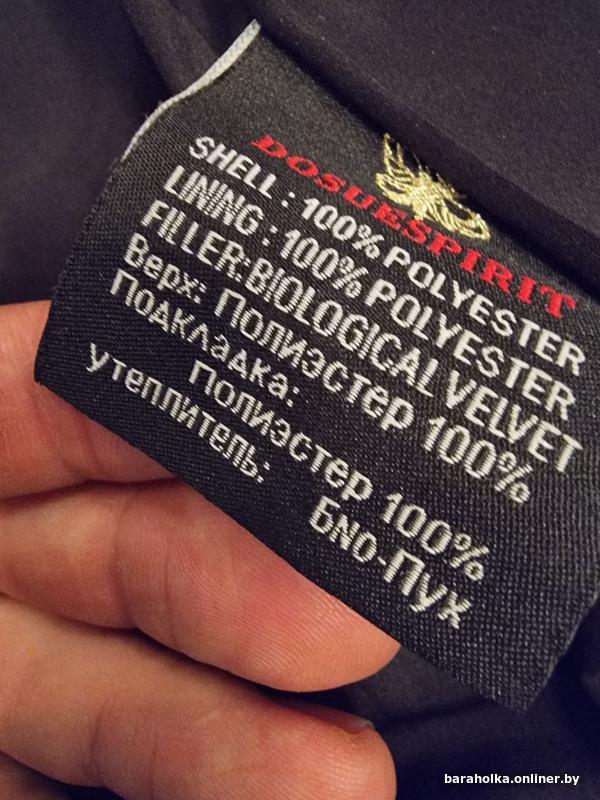 DOSUESPIRIT
SHELL : 100% POLYESTER
LINING : 100% POLYESTER
FILLER:BIOLOGICAL VELVET
Верх: Полиэстер 100%
подкладка:
полиэстер 100%
утеплитель:
БNО-Пух
baraholka.onliner.by